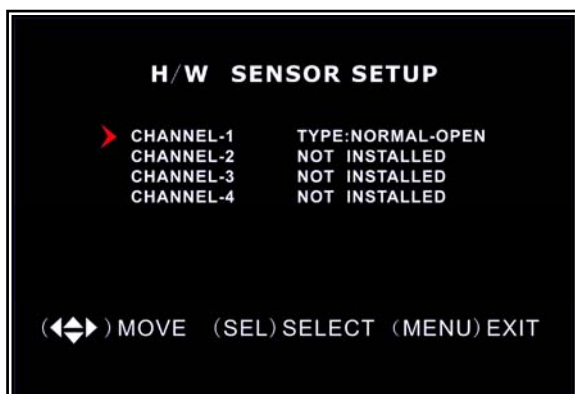 H/W SENSOR SETUP
CHANNEL-1 TYPE:NORMAL-OPEN
CHANNEL-2 NOT INSTALLED
CHANNEL-3 NOT INSTALLED
CHANNEL-4 NOT INSTALLED
( ) MOVE (SEL) SELECT (MENU) EXIT